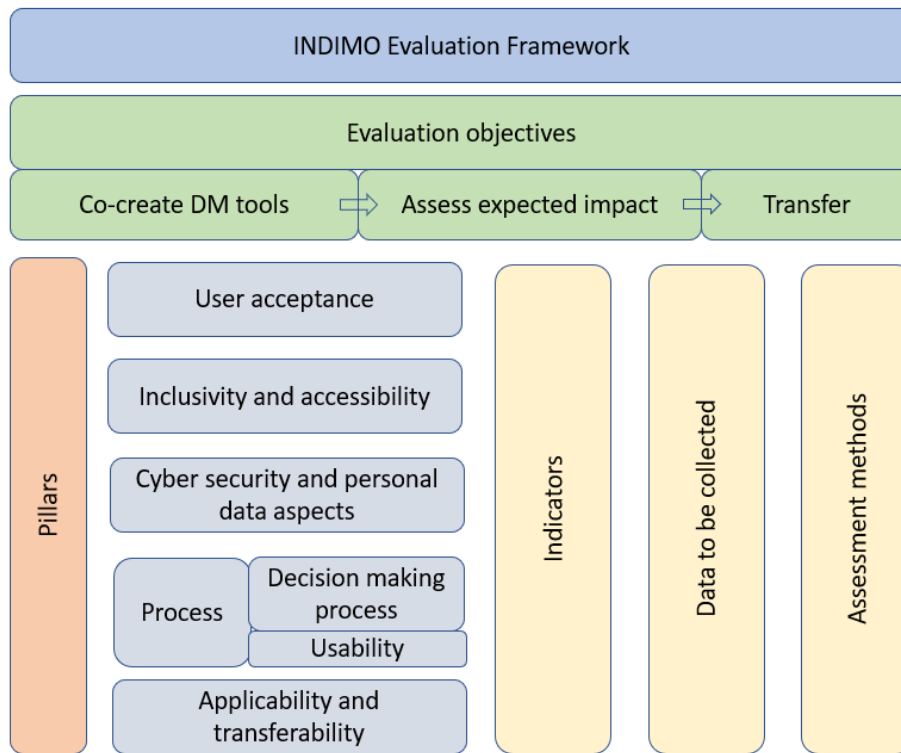 INDIMO Evaluation Framework
Evaluation objectives
Co-create DM tools
Assess expected impact
Transfer
Pillars
User acceptance
Inclusivity and accessibility
Cyber security and personal
data aspects
Process
Decision making
process
Usability
Applicability and
transferability
Indicators
Data to be collected
Assessment methods